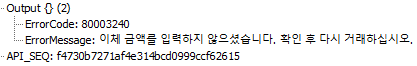 Output {} (2)
ErrorCode: 80003240
ErrorMessage: 이체 금액를 입력하지 않으셨습니다. 확인 후 다시 거래하십시오.
API_SEQ: f4730b7271af4e314bcd0999ccf62615